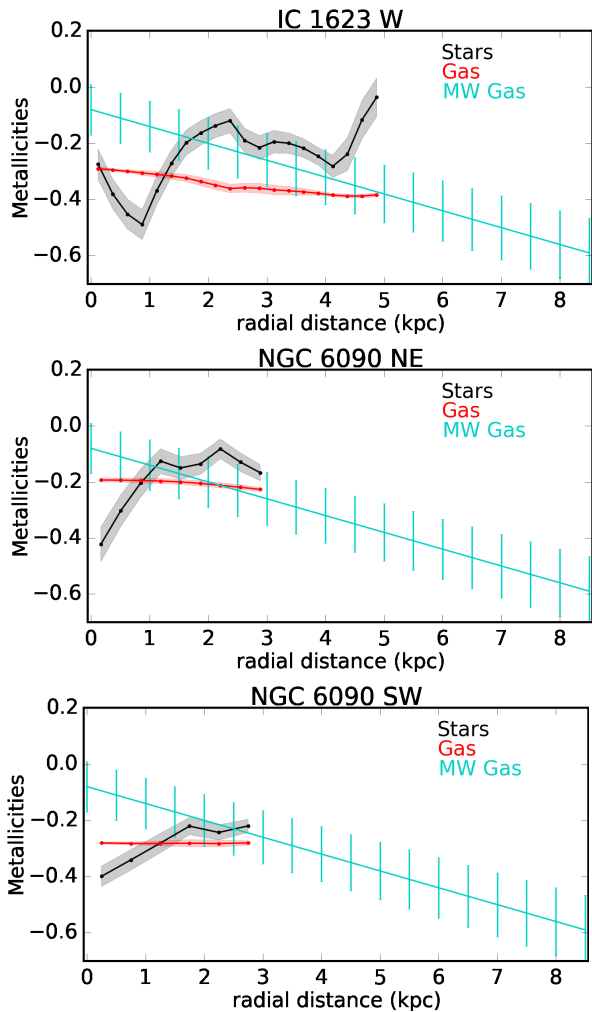 IC 1623 W
0.2
0.0
−0.2
−0.4
−0.6
Metallicities
Stars
Gas
MW Gas
0 1 2 3 4 5 6 7 8
radial distance (kpc)
NGC 6090 NE
0.2
0.0
−0.2
−0.4
−0.6
Metallicities
Stars
Gas
MW Gas
0 1 2 3 4 5 6 7 8
radial distance (kpc)
NGC 6090 SW
0.2
0.0
−0.2
−0.4
−0.6
Metallicities
Stars
Gas
MW Gas
0 1 2 3 4 5 6 7 8
radial distance (kpc)